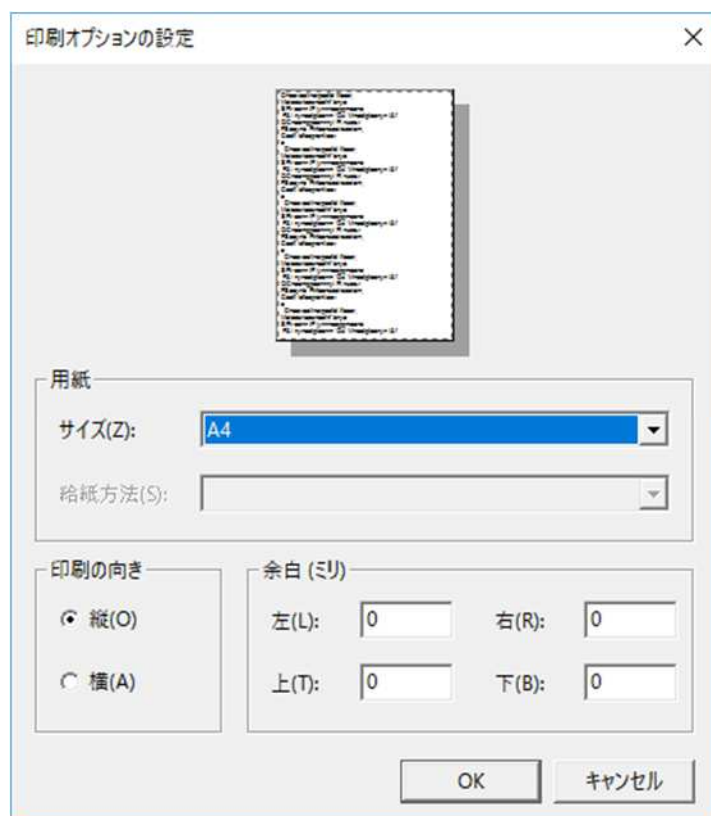 印刷オプションの設定
用紙
サイズ(Z):
A4
給紙方法(S):
印刷の向き
縦(O)
横(A)
余白 (ミリ)
左(L): 0 右(R): 0
上(T): 0 下(B): 0
OK キャンセル